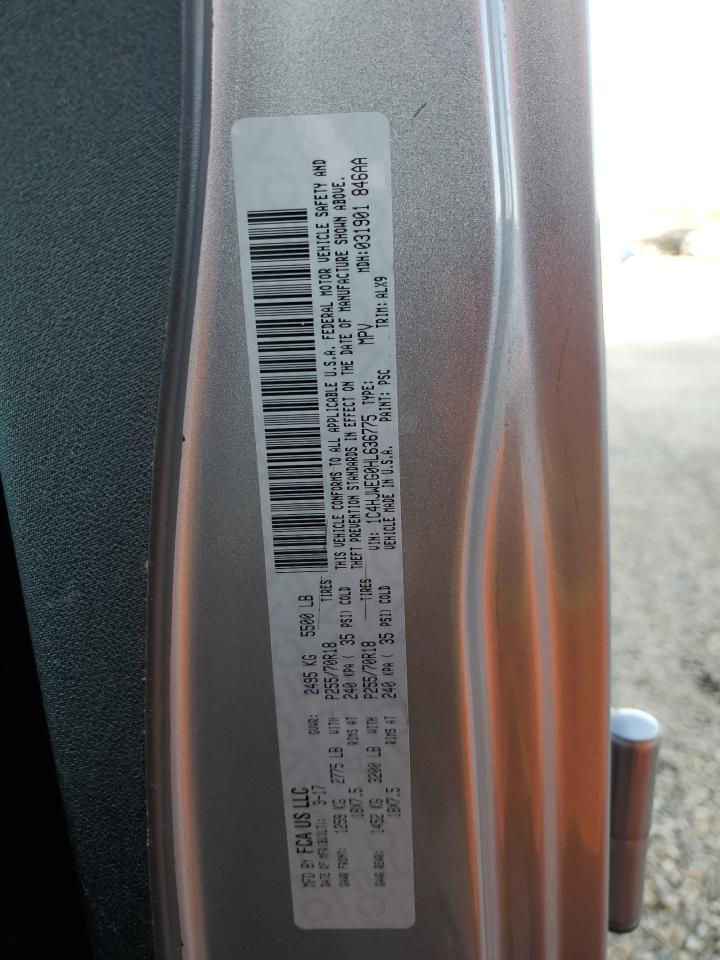 MFD BY FCA US LLC
DATE OF MFR(BUILT): 3-17 GVWR: 2495 KG 5500 LB
GAWR FRONT: 1259 KG 2775 LB WITH P255/70R18 TIRES
18X7.5 RIMS AT 240 KPA ( 35 PSI) COLD
GAWR REAR: 1452 KG 3200 LB WITH P255/70R18 TIRES
18X7.5 RIMS AT 240 KPA ( 35 PSI) COLD
THIS VEHICLE CONFORMS TO ALL APPLICABLE U.S.A. FEDERAL MOTOR VEHICLE SAFETY AND
THEFT PREVENTION STANDARDS IN EFFECT ON THE DATE OF MANUFACTURE SHOWN ABOVE.
VIN: 1C4HJWEG0HL636775 TYPE: MPV MDH:031901 846AA
VEHICLE MADE IN U.S.A. PAINT: PSC TRIM: ALX9